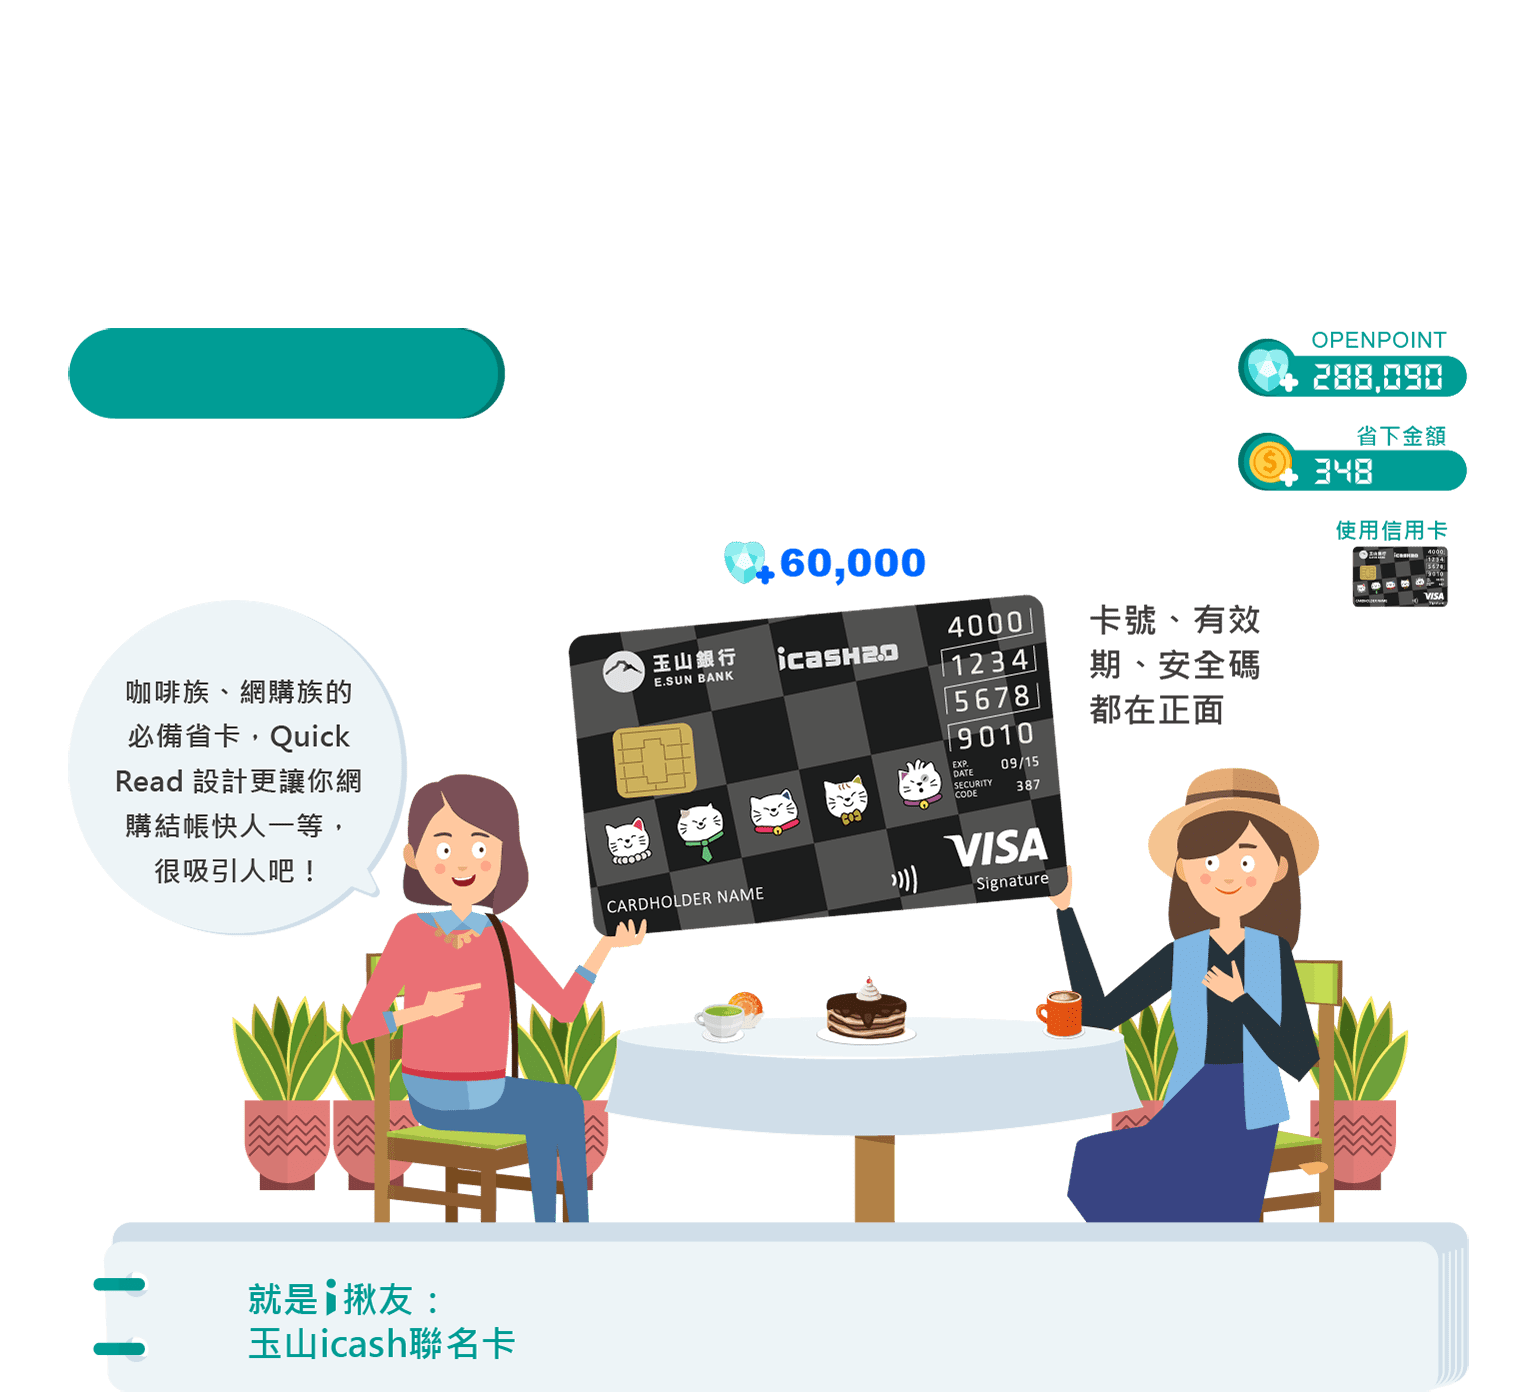 OPENPOINT
288,090
省下金額
348
使用信用卡
60,000
咖啡族、網購族的
必備省卡，Quick
Read 設計更讓你網
購結帳快人一等，
很吸引人吧！
玉山銀行
E.SUN BANK
icash2.0
4000
1234
5678
9010
EXP.
DATE
09/15
SECURITY
CODE
387
VISA
Signature
CARDHOLDER NAME
卡號、有效
期、安全碼
都在正面
就是i揪友：
玉山icash聯名卡